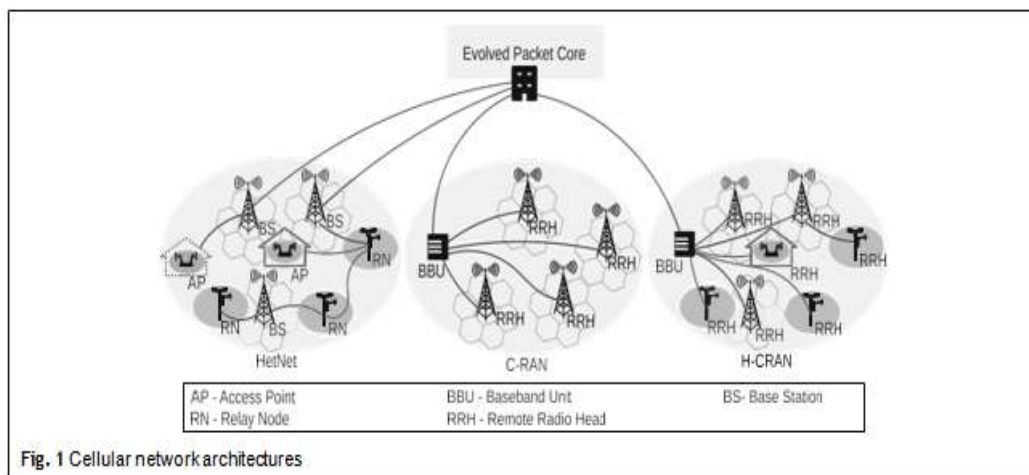 Evolved Packet Core
BS
BS
AP
AP
RN
RN
BS
RN
HetNet
RRH
BBU
RRH
RRH
RRH
C-RAN
RRH
RRH
BBU
RRH
RRH
RRH
RRH
RRH
H-CRAN
AP - Access Point
BBU - Baseband Unit
BS- Base Station
RN - Relay Node
RRH - Remote Radio Head
Fig. 1 Cellular network architectures